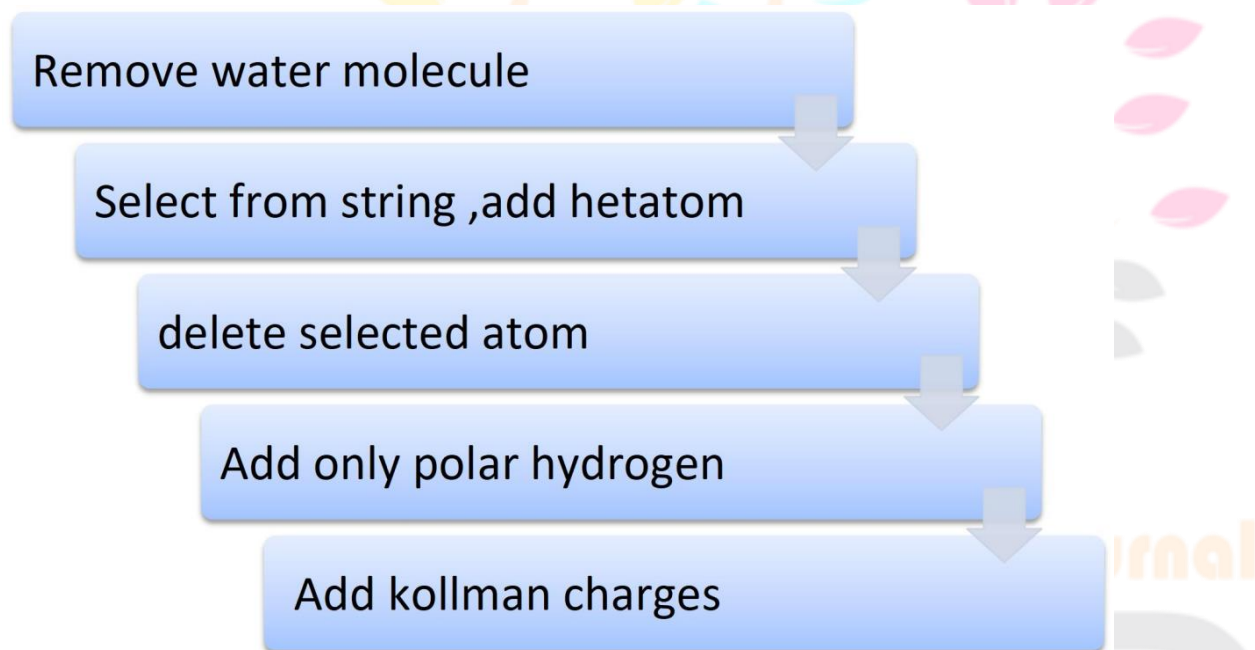 Remove water molecule
Select from string ,add hetatom
delete selected atom
Add only polar hydrogen
Add kollman charges